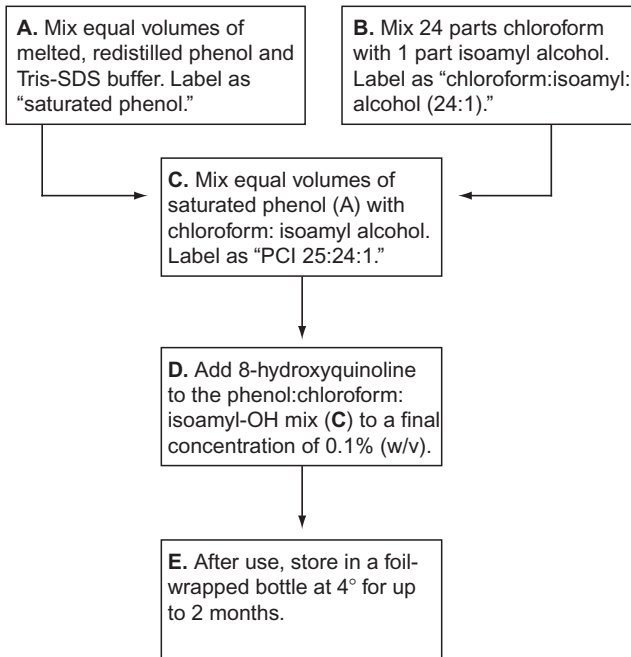 A. Mix equal volumes of
melted, redistilled phenol and
Tris-SDS buffer. Label as
“saturated phenol.”
B. Mix 24 parts chloroform
with 1 part isoamyl alcohol.
Label as “chloroform:isoamyl:
alcohol (24:1).”
C. Mix equal volumes of
saturated phenol (A) with
chloroform: isoamyl alcohol.
Label as “PCI 25:24:1.”
D. Add 8-hydroxyquinoline
to the phenol:chloroform:
isoamyl-OH mix (C) to a final
concentration of 0.1% (w/v).
E. After use, store in a foil-
wrapped bottle at 4° for up
to 2 months.